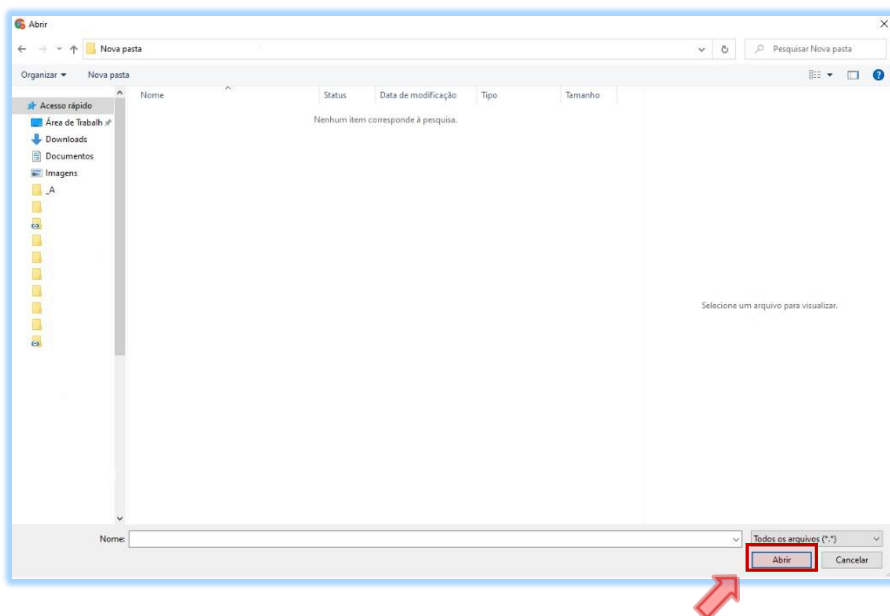 Abrir
Nova pasta
Pesquisar Nova pasta
Organizar
Nova pasta
Nome Status Data de modificação Tipo Tamanho
Nenhum item corresponde à pesquisa.
Acesso rápido
Área de Trabalh
Downloads
Documentos
Imagens
_A
Selecione um arquivo para visualizar.
Nome:
Todos os arquivos (*.*)
Abrir
Cancelar